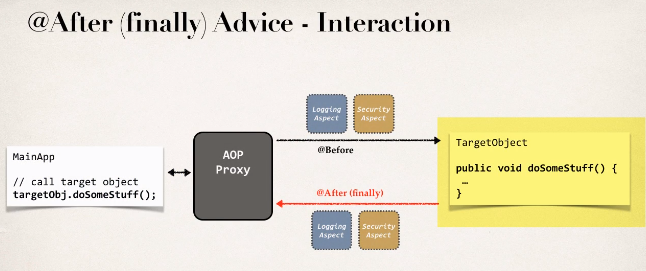 @After (finally) Advice - Interaction
Logging
Aspect
Security
Aspect
MainApp
// call target object
targetObj.doSomeStuff();
AOP
Proxy
@Before
@After (finally)
TargetObject
public void doSomeStuff() {
…
}
Logging
Aspect
Security
Aspect